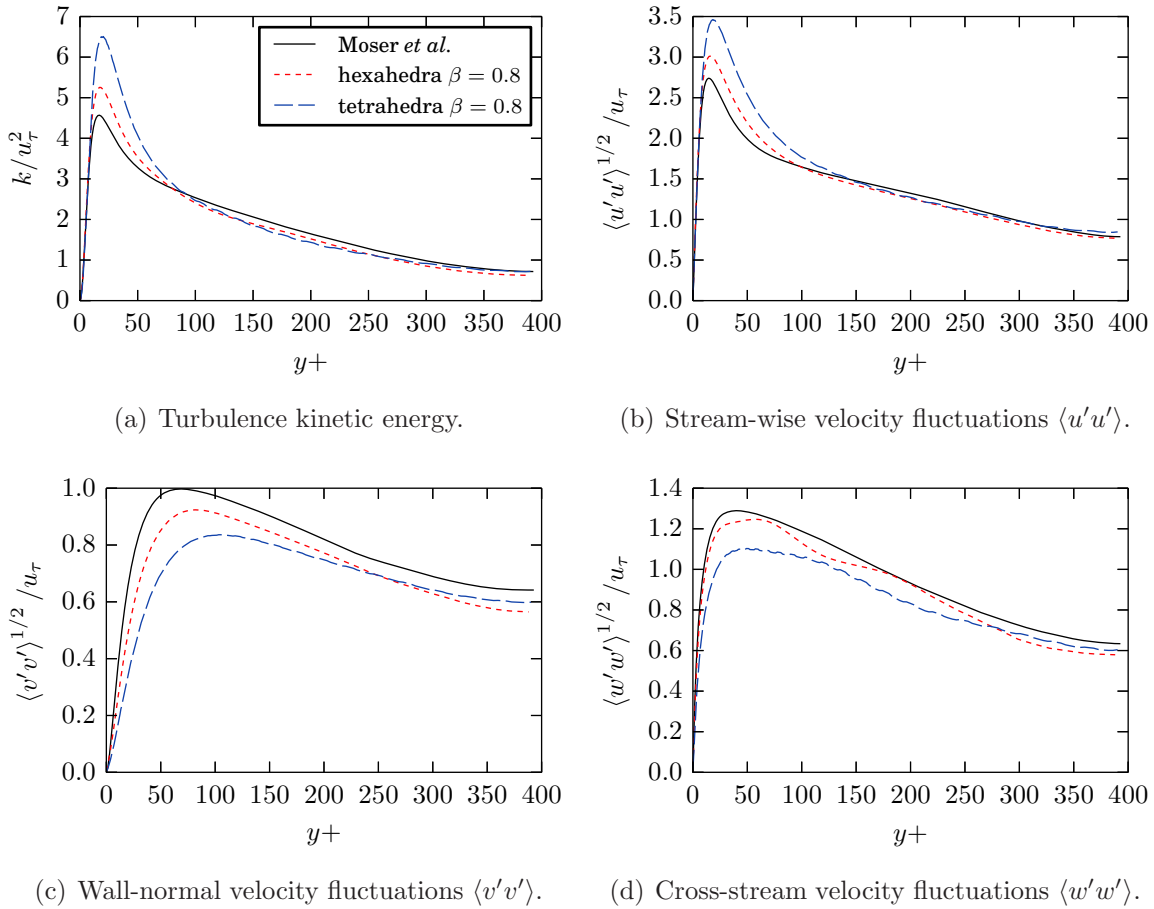 7
6
5
4
3
2
1
0
k/u_τ^2
Moser et al.
hexahedra β = 0.8
tetrahedra β = 0.8
0 50 100 150 200 250 300 350 400
y+
(a) Turbulence kinetic energy.
3.5
3.0
2.5
2.0
1.5
1.0
0.5
0.0
⟨u′u′⟩^{1/2} /u_τ
0 50 100 150 200 250 300 350 400
y+
(b) Stream-wise velocity fluctuations ⟨u′u′⟩.
1.0
0.8
0.6
0.4
0.2
0.0
⟨v′v′⟩^{1/2} /u_τ
0 50 100 150 200 250 300 350 400
y+
(c) Wall-normal velocity fluctuations ⟨v′v′⟩.
1.4
1.2
1.0
0.8
0.6
0.4
0.2
0.0
⟨w′w′⟩^{1/2} /u_τ
0 50 100 150 200 250 300 350 400
y+
(d) Cross-stream velocity fluctuations ⟨w′w′⟩.